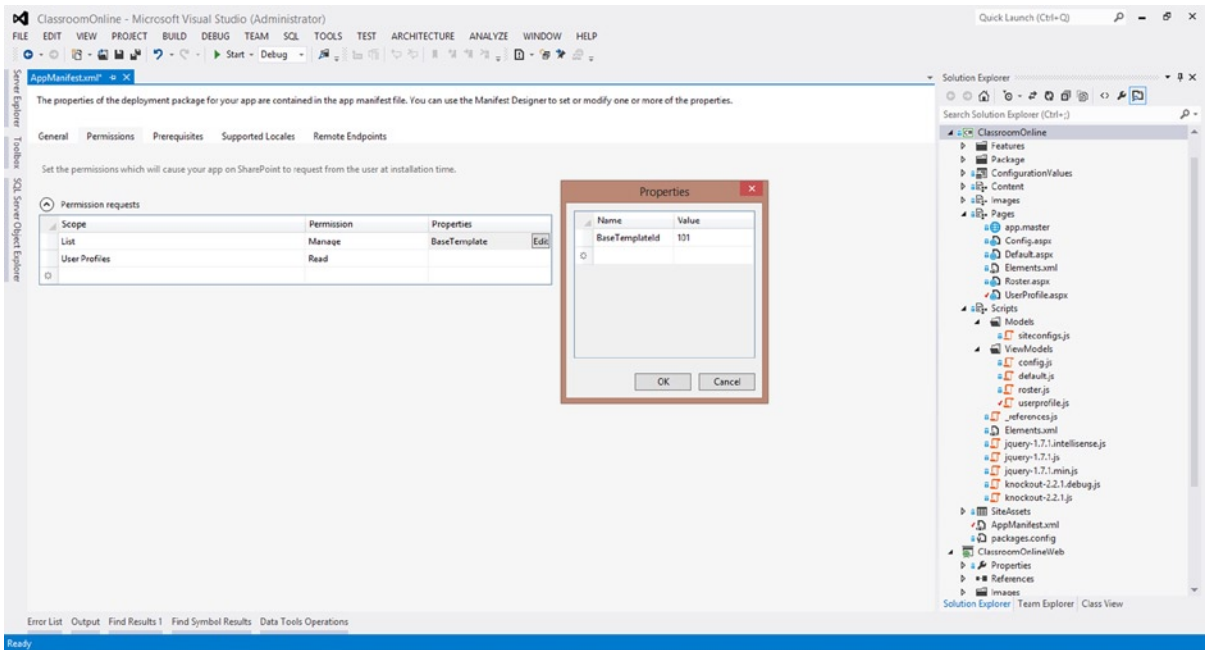 ClassroomOnline - Microsoft Visual Studio (Administrator)
Quick Launch (Ctrl+Q)
FILE EDIT VIEW PROJECT BUILD DEBUG TEAM SQL TOOLS TEST ARCHITECTURE ANALYZE WINDOW HELP
Start - Debug
Server Explorer
Toolbox
SQL Server Object Explorer
AppManifest.xml*
The properties of the deployment package for your app are contained in the app manifest file. You can use the Manifest Designer to set or modify one or more of the properties.
General Permissions Prerequisites Supported Locales Remote Endpoints
Set the permissions which will cause your app on SharePoint to request from the user at installation time.
Permission requests
Scope Permission Properties
List Manage BaseTemplate Edit
User Profiles Read
Properties
Name Value
BaseTemplateId 101
OK Cancel
Solution Explorer
Search Solution Explorer (Ctrl+;)
ClassroomOnline
Features
Package
ConfigurationValues
Content
Images
Pages
app.master
Config.aspx
Default.aspx
Elements.xml
Roster.aspx
UserProfile.aspx
Scripts
Models
siteconfigs.js
ViewModels
config.js
default.js
roster.js
userprofile.js
_references.js
Elements.xml
jquery-1.7.1.intellisense.js
jquery-1.7.1.js
jquery-1.7.1.min.js
knockout-2.2.1.debug.js
knockout-2.2.1.js
SiteAssets
AppManifest.xml
packages.config
ClassroomOnlineWeb
Properties
References
Images
Solution Explorer Team Explorer Class View
Error List Output Find Results 1 Find Symbol Results Data Tools Operations
Ready